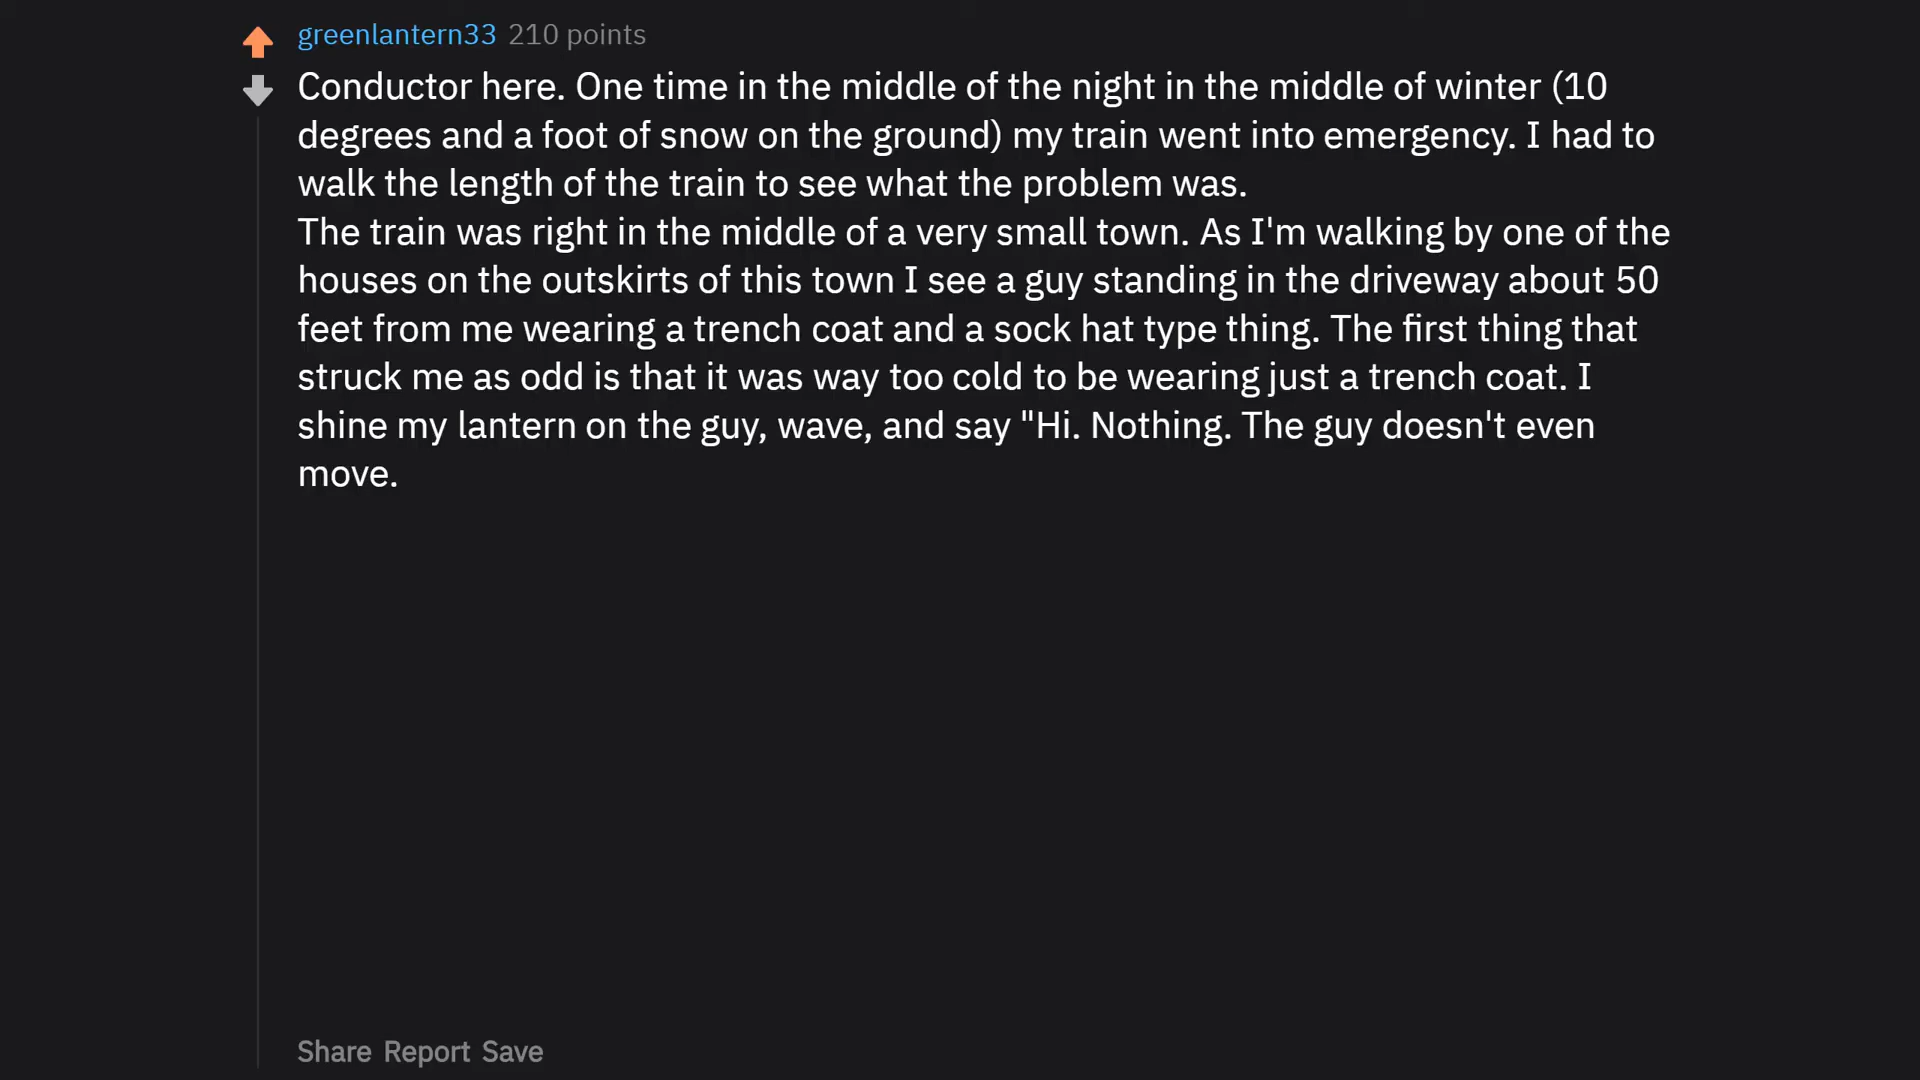 greenlantern33 210 points
Conductor here. One time in the middle of the night in the middle of winter (10
degrees and a foot of snow on the ground) my train went into emergency. I had to
walk the length of the train to see what the problem was.
The train was right in the middle of a very small town. As I'm walking by one of the
houses on the outskirts of this town I see a guy standing in the driveway about 50
feet from me wearing a trench coat and a sock hat type thing. The first thing that
struck me as odd is that it was way too cold to be wearing just a trench coat. I
shine my lantern on the guy, wave, and say "Hi. Nothing. The guy doesn't even
move.
Share Report Save